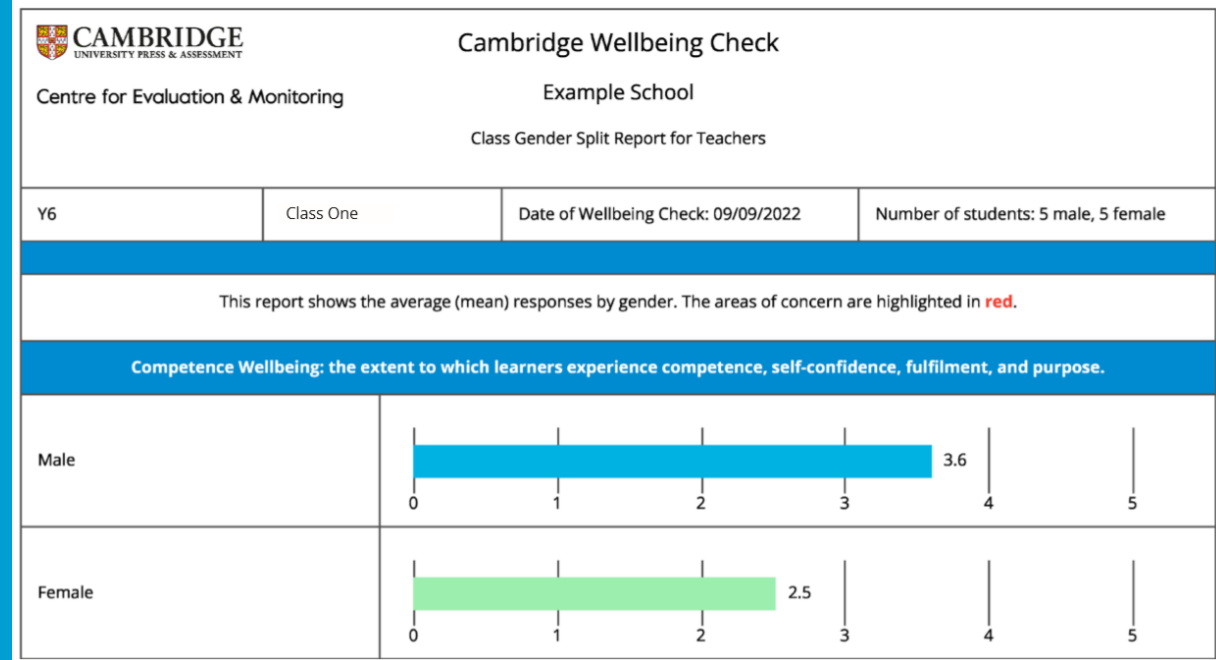 CAMBRIDGE
UNIVERSITY PRESS & ASSESSMENT
Centre for Evaluation & Monitoring
Cambridge Wellbeing Check
Example School
Class Gender Split Report for Teachers
Y6
Class One
Date of Wellbeing Check: 09/09/2022
Number of students: 5 male, 5 female
This report shows the average (mean) responses by gender. The areas of concern are highlighted in red.
Competence Wellbeing: the extent to which learners experience competence, self-confidence, fulfilment, and purpose.
Male
3.6
0 1 2 3 4 5
Female
2.5
0 1 2 3 4 5